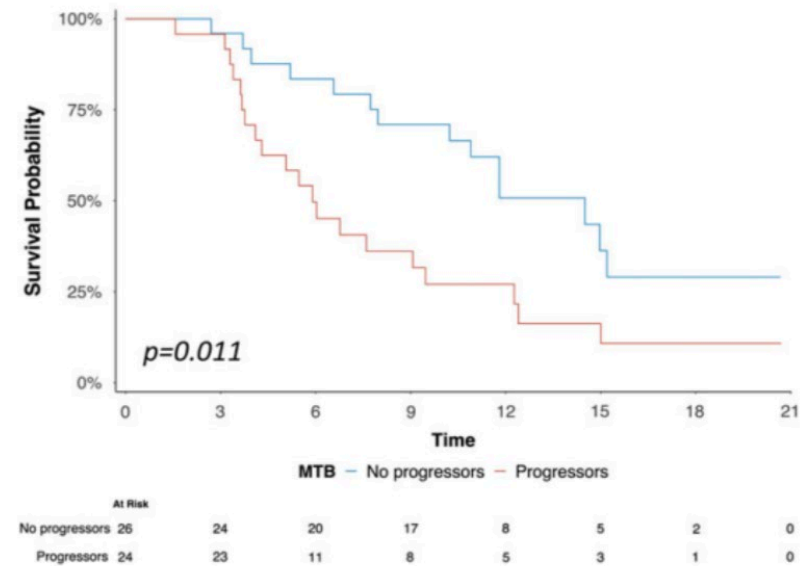 100%
75%
50%
25%
0%
Survival Probability
p=0.011
0 3 6 9 12 15 18 21
Time
MTB No progressors Progressors
At Risk
No progressors 26 24 20 17 8 5 2 0
Progressors 24 23 11 8 5 3 1 0